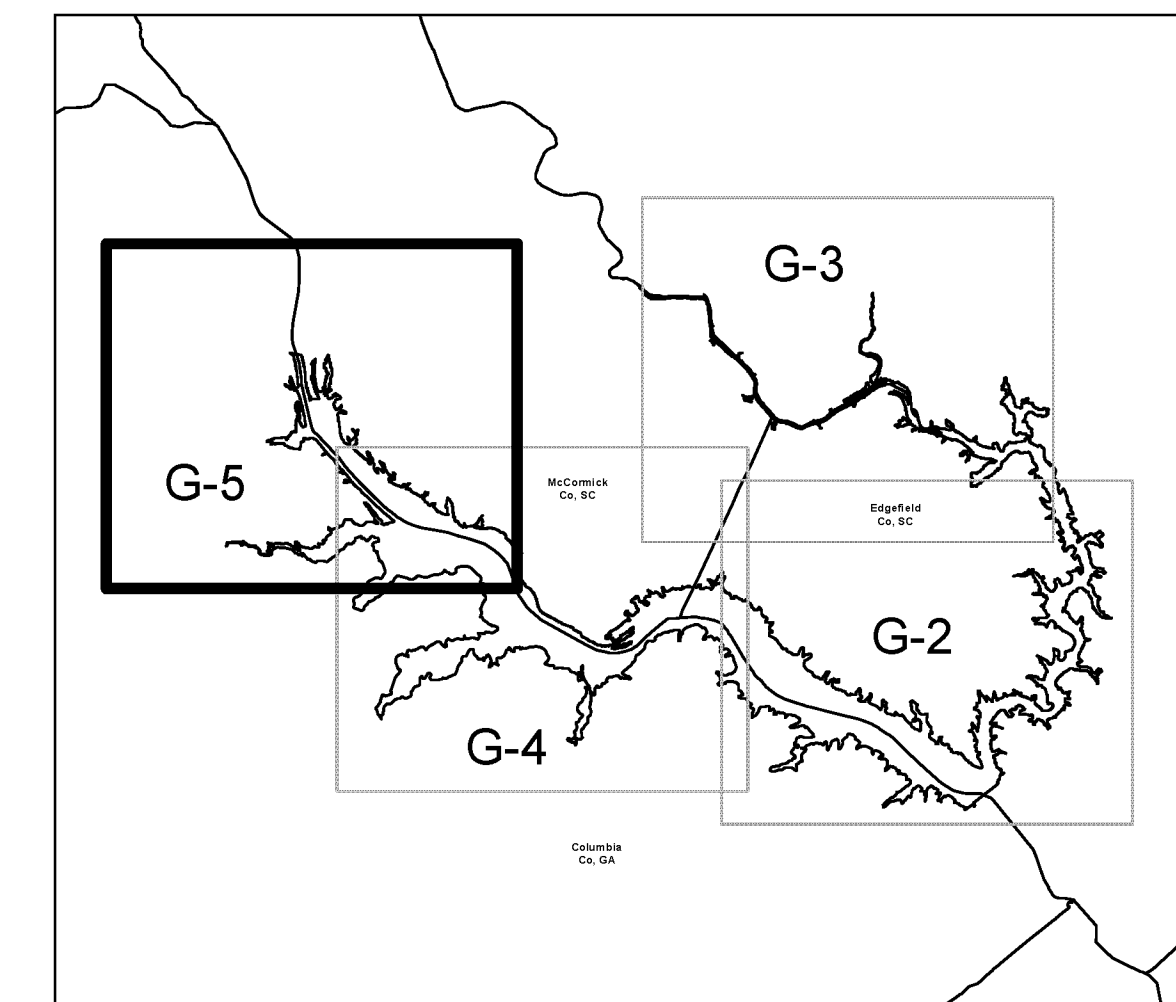 G-3
G-5
McCormick
Co, SC
Edgefield
Co, SC
G-2
G-4
Columbia
Co, GA